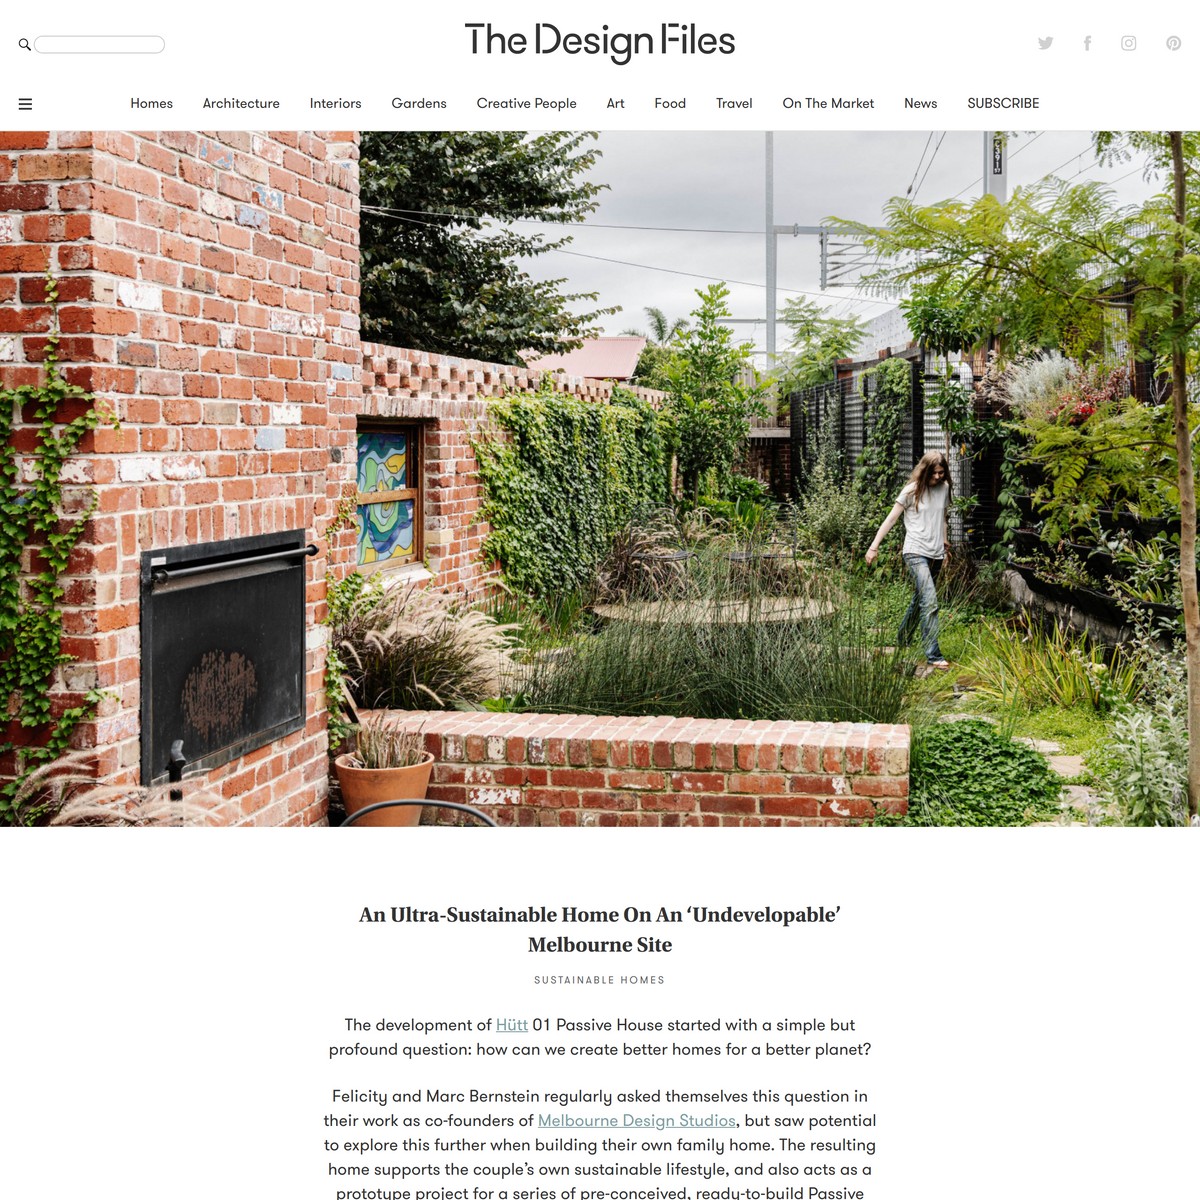 The Design Files
Homes Architecture Interiors Gardens Creative People Art Food Travel On The Market News SUBSCRIBE
An Ultra-Sustainable Home On An ‘Undevelopable’
Melbourne Site
SUSTAINABLE HOMES
The development of Hütt 01 Passive House started with a simple but
profound question: how can we create better homes for a better planet?
Felicity and Marc Bernstein regularly asked themselves this question in
their work as co-founders of Melbourne Design Studios, but saw potential
to explore this further when building their own family home. The resulting
home supports the couple’s own sustainable lifestyle, and also acts as a
prototype project for a series of pre-conceived, ready-to-build Passive